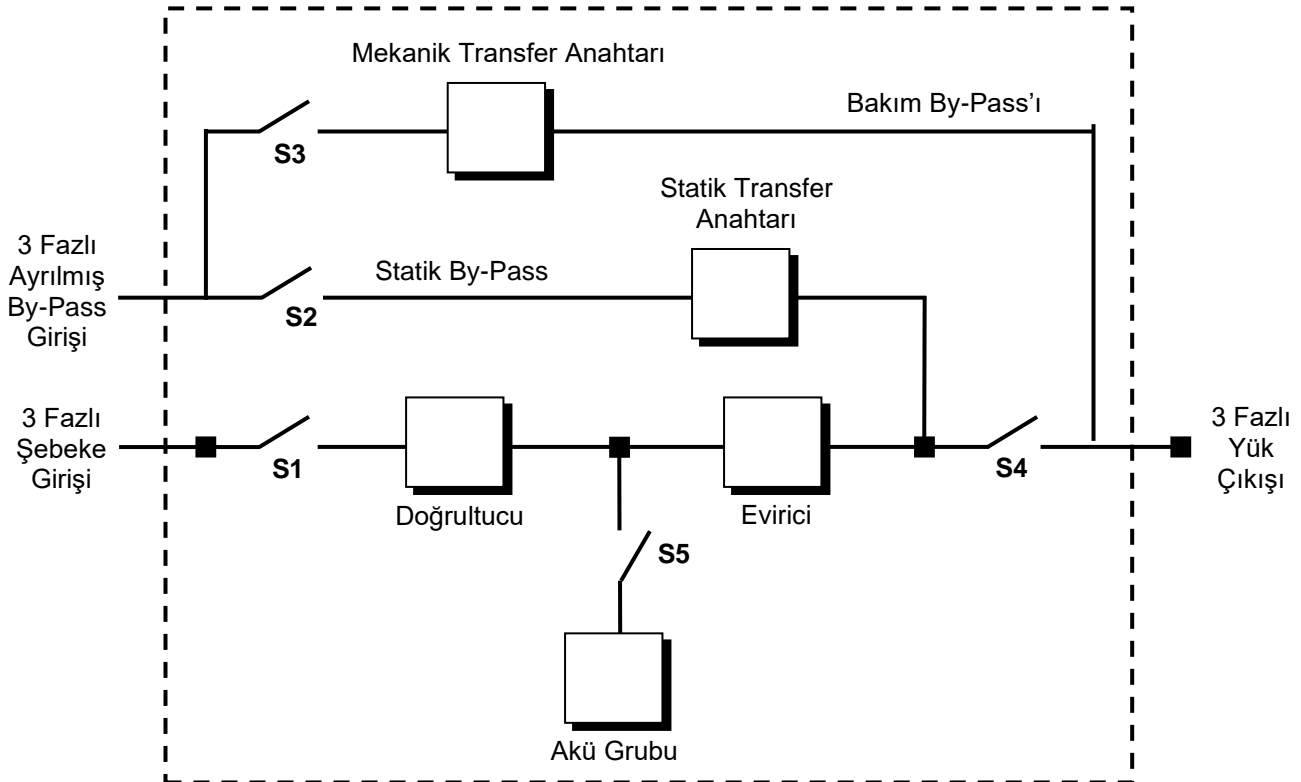 Mekanik Transfer Anahtarı
Bakım By-Pass’ı
S3
Statik Transfer
Anahtarı
3 Fazlı
Ayrılmış
By-Pass
Girişi
Statik By-Pass
S2
3 Fazlı
Şebeke
Girişi
S1
Doğrultucu
Evirici
S4
3 Fazlı
Yük
Çıkışı
S5
Akü Grubu